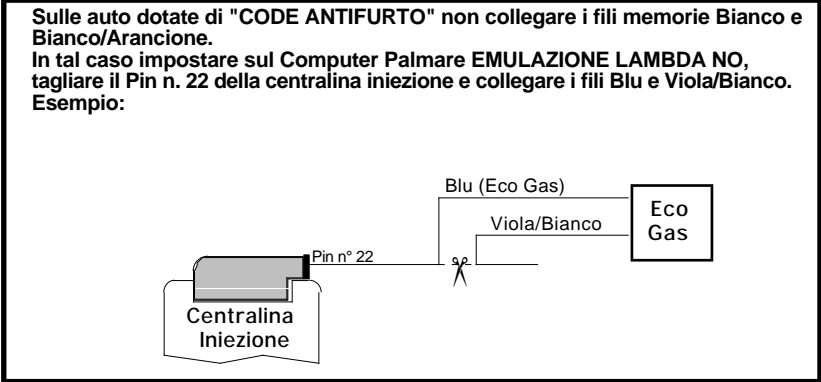 Sulle auto dotate di "CODE ANTIFURTO" non collegare i fili memorie Bianco e
Bianco/Arancione.
In tal caso impostare sul Computer Palmare EMULAZIONE LAMBDA NO,
tagliare il Pin n. 22 della centralina iniezione e collegare i fili Blu e Viola/Bianco.
Esempio:
Blu (Eco Gas)
Eco
Gas
Viola/Bianco
Pin n° 22
Centralina
Iniezione